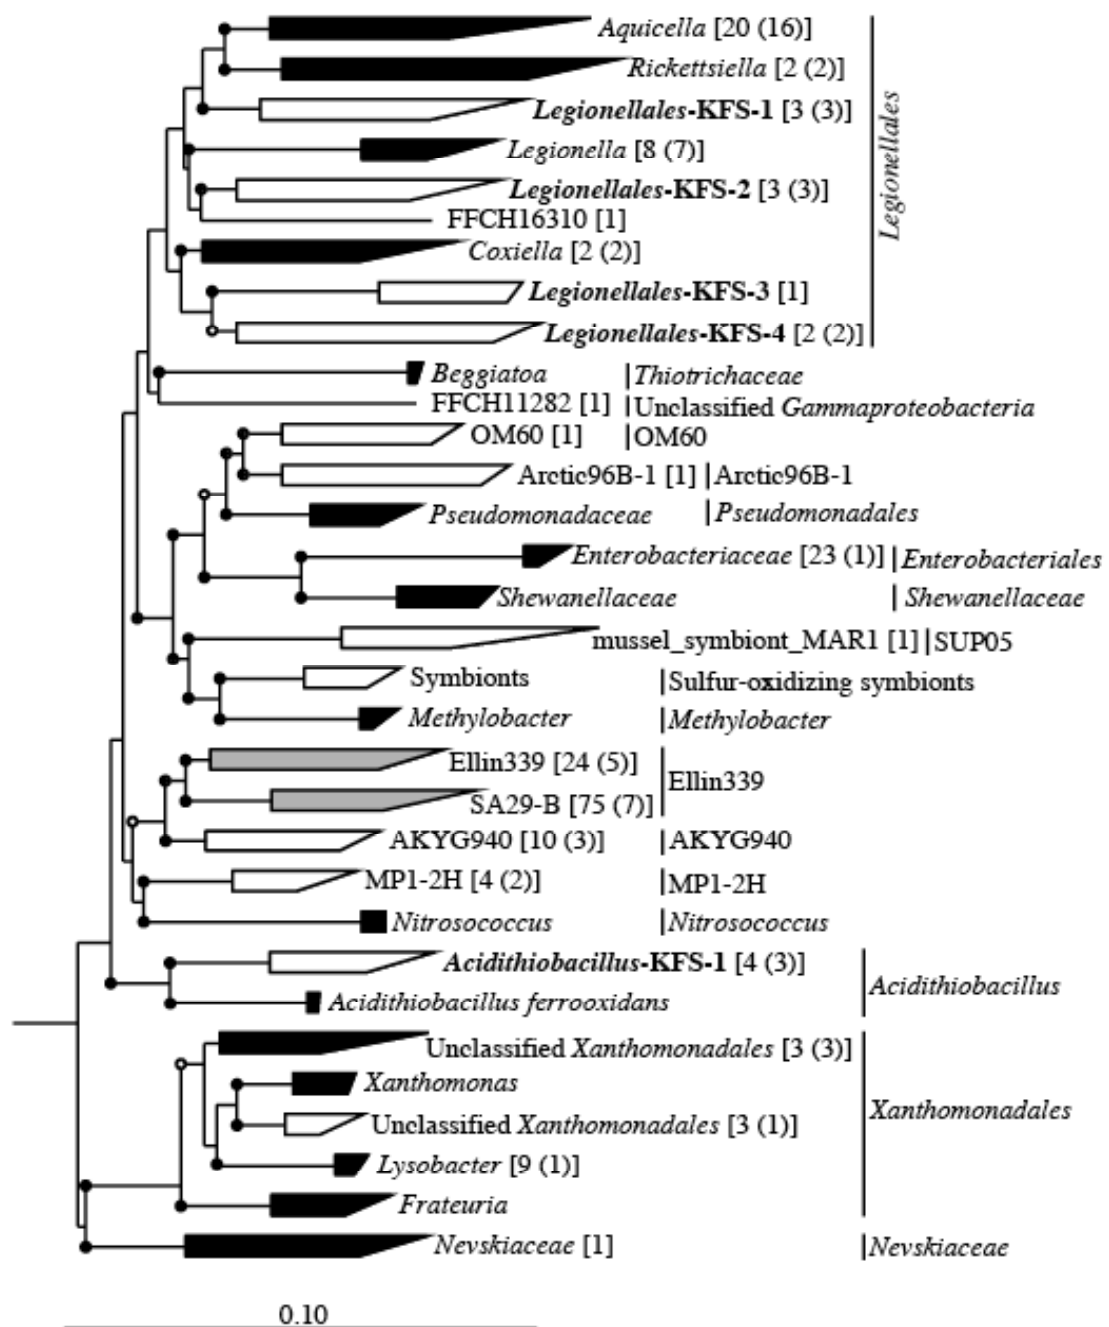 Aquicella [20 (16)]
Rickettsiella [2 (2)]
Legionellales-KFS-1 [3 (3)]
Legionella [8 (7)]
Legionellales-KFS-2 [3 (3)]
FFCH16310 [1]
Coxiella [2 (2)]
Legionellales-KFS-3 [1]
Legionellales-KFS-4 [2 (2)]
Legionellales
Beggiatoa Thiotrichaceae
FFCH11282 [1] Unclassified Gammaproteobacteria
OM60 [1] OM60
Arctic96B-1 [1] Arctic96B-1
Pseudomonadaceae Pseudomonadales
Enterobacteriaceae [23 (1)] Enterobacteriales
Shewanellaceae Shewanellaceae
mussel_symbiont_MAR1 [1] SUP05
Symbionts Sulfur-oxidizing symbionts
Methylobacter Methylobacter
Ellin339 [24 (5)]
Ellin339
SA29-B [75 (7)]
AKYG940 [10 (3)] AKYG940
MP1-2H [4 (2)] MP1-2H
Nitrosococcus Nitrosococcus
Acidithiobacillus-KFS-1 [4 (3)]
Acidithiobacillus
Acidithiobacillus ferrooxidans
Unclassified Xanthomonadales [3 (3)]
Xanthomonas
Xanthomonadales
Unclassified Xanthomonadales [3 (1)]
Lysobacter [9 (1)]
Frateuria
Nevskiaceae [1] Nevskiaceae
0.10